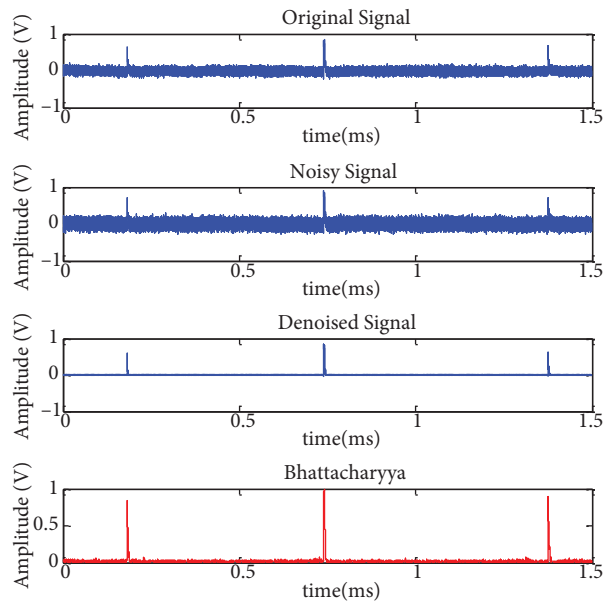 Original Signal
Amplitude (V)
1
0
−1
0
0.5
1
1.5
time(ms)
Noisy Signal
Amplitude (V)
1
0
−1
0
0.5
1
1.5
time(ms)
Denoised Signal
Amplitude (V)
1
0
−1
0
0.5
1
1.5
time(ms)
Bhattacharyya
Amplitude (V)
1
0.5
0
0
0.5
1
1.5
time(ms)